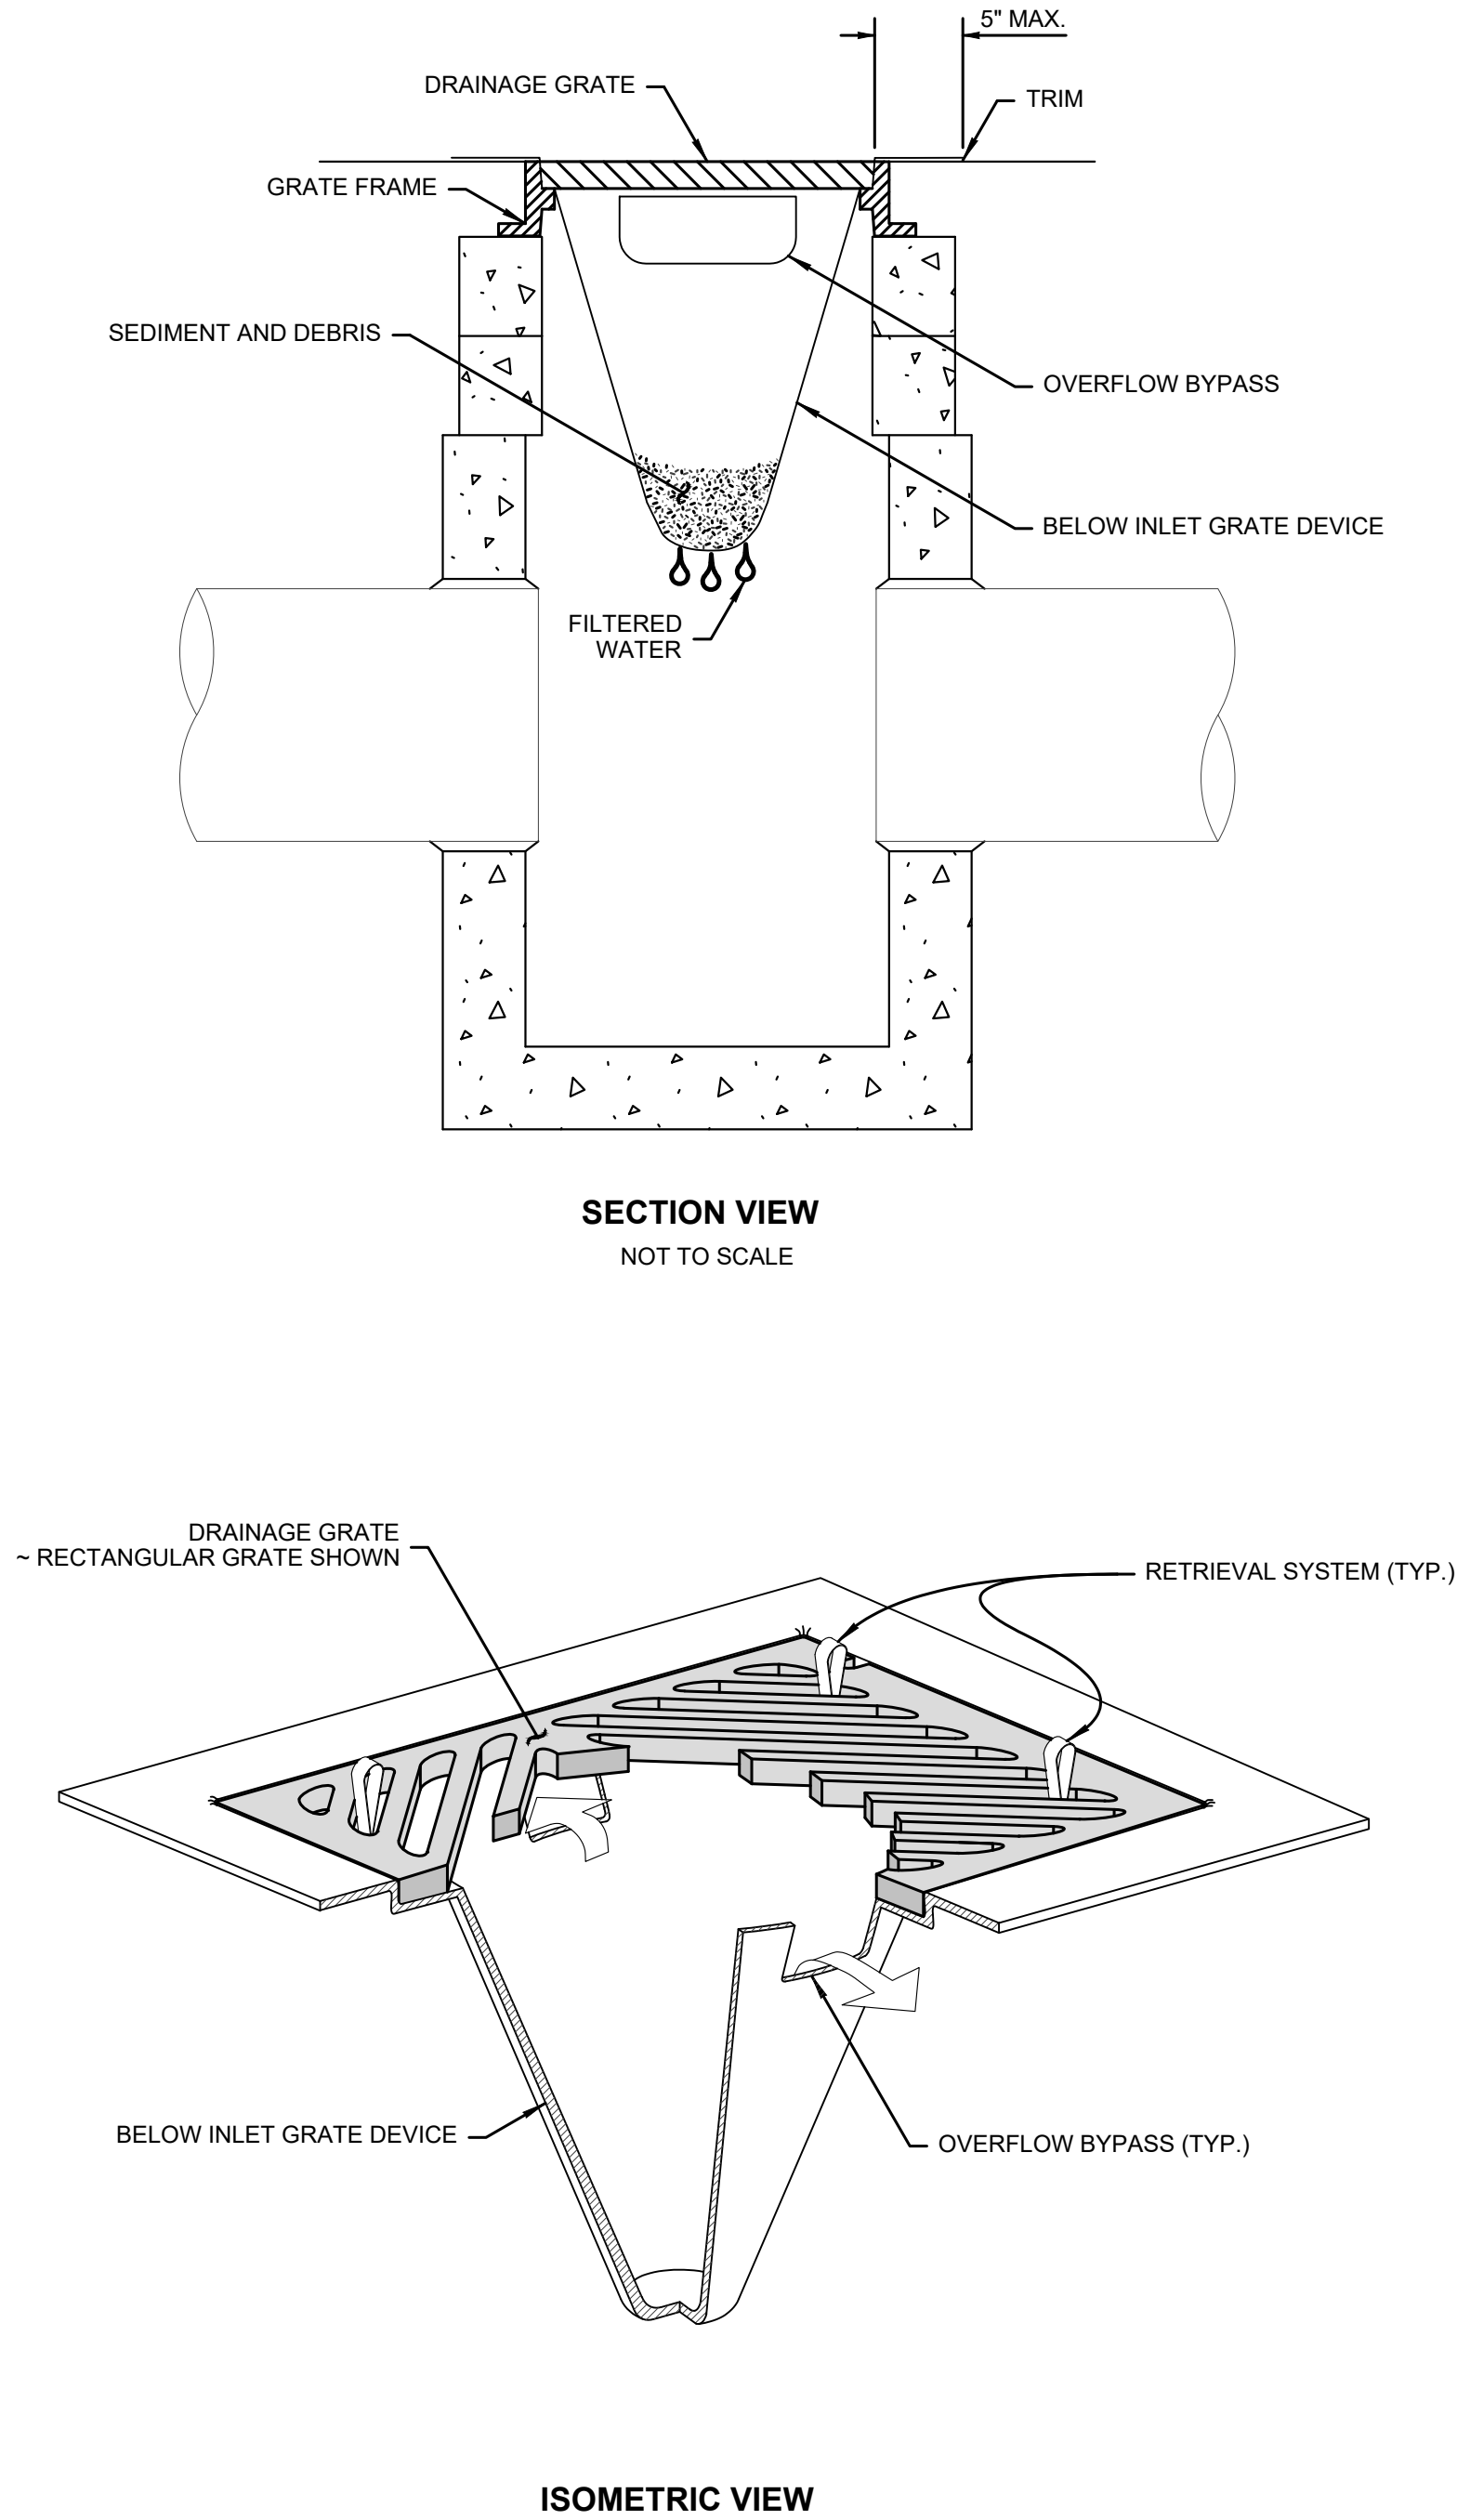 5" MAX.
DRAINAGE GRATE
TRIM
GRATE FRAME
SEDIMENT AND DEBRIS
OVERFLOW BYPASS
BELOW INLET GRATE DEVICE
FILTERED
WATER
SECTION VIEW
NOT TO SCALE
DRAINAGE GRATE
~ RECTANGULAR GRATE SHOWN
RETRIEVAL SYSTEM (TYP.)
BELOW INLET GRATE DEVICE
OVERFLOW BYPASS (TYP.)
ISOMETRIC VIEW